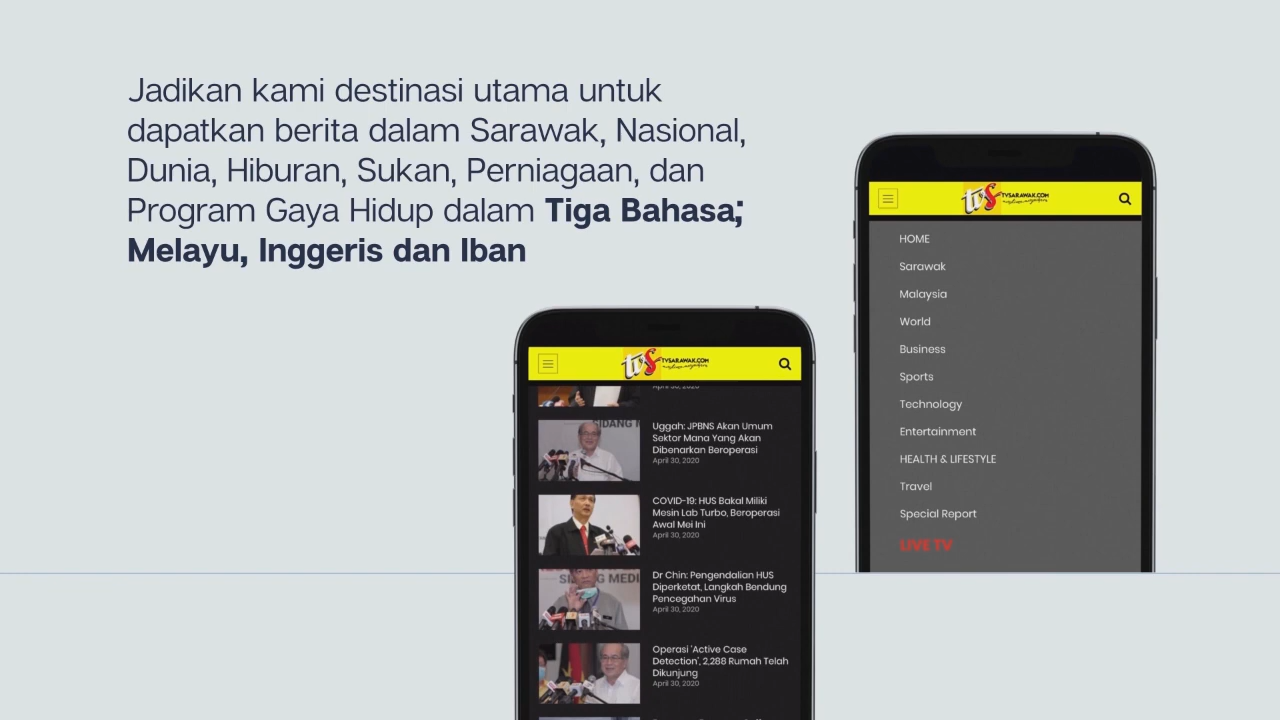 Jadikan kami destinasi utama untuk
dapatkan berita dalam Sarawak, Nasional,
Dunia, Hiburan, Sukan, Perniagaan, dan
Program Gaya Hidup dalam Tiga Bahasa;
Melayu, Inggeris dan Iban
tvS TVSARAWAK.COM
April 30, 2020
SIDANG M
Uggah: JPBNS Akan Umum
Sektor Mana Yang Akan
Dibenarkan Beroperasi
April 30, 2020
COVID-19: HUS Bakal Miliki
Mesin Lab Turbo, Beroperasi
Awal Mei Ini
April 30, 2020
SIDANG MEDI
Dr Chin: Pengendalian HUS
Diperketat, Langkah Bendung
Pencegahan Virus
April 30, 2020
Operasi 'Active Case
Detection', 2,288 Rumah Telah
Dikunjung
April 30, 2020
tvS TVSARAWAK.COM
HOME
Sarawak
Malaysia
World
Business
Sports
Technology
Entertainment
HEALTH & LIFESTYLE
Travel
Special Report
LIVE TV